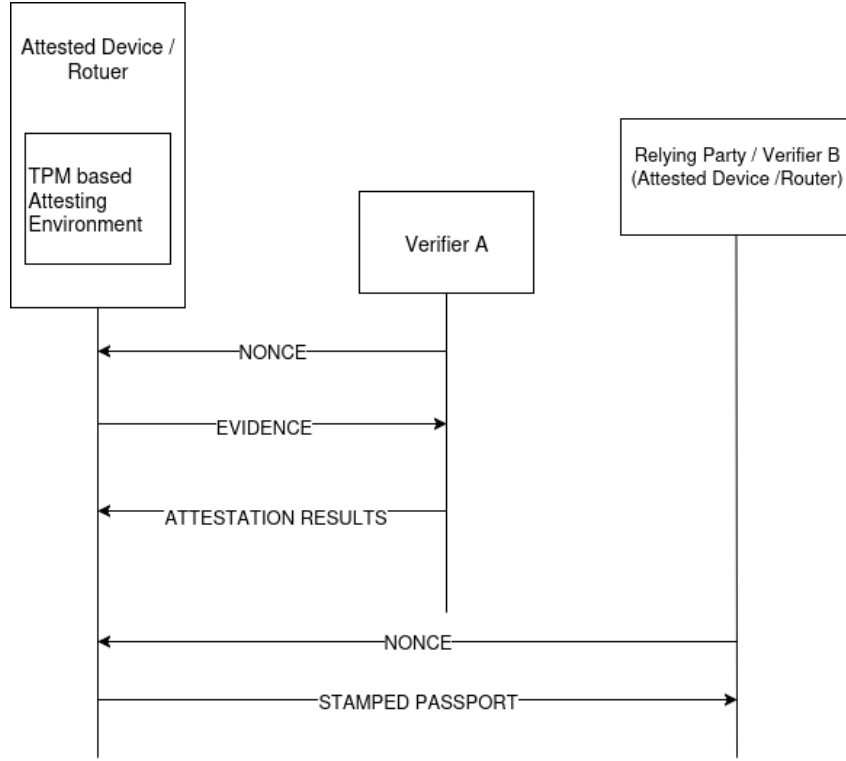 Attested Device /
Rotuer
TPM based
Attesting
Environment
Verifier A
Relying Party / Verifier B
(Attested Device /Router)
NONCE
EVIDENCE
ATTESTATION RESULTS
NONCE
STAMPED PASSPORT